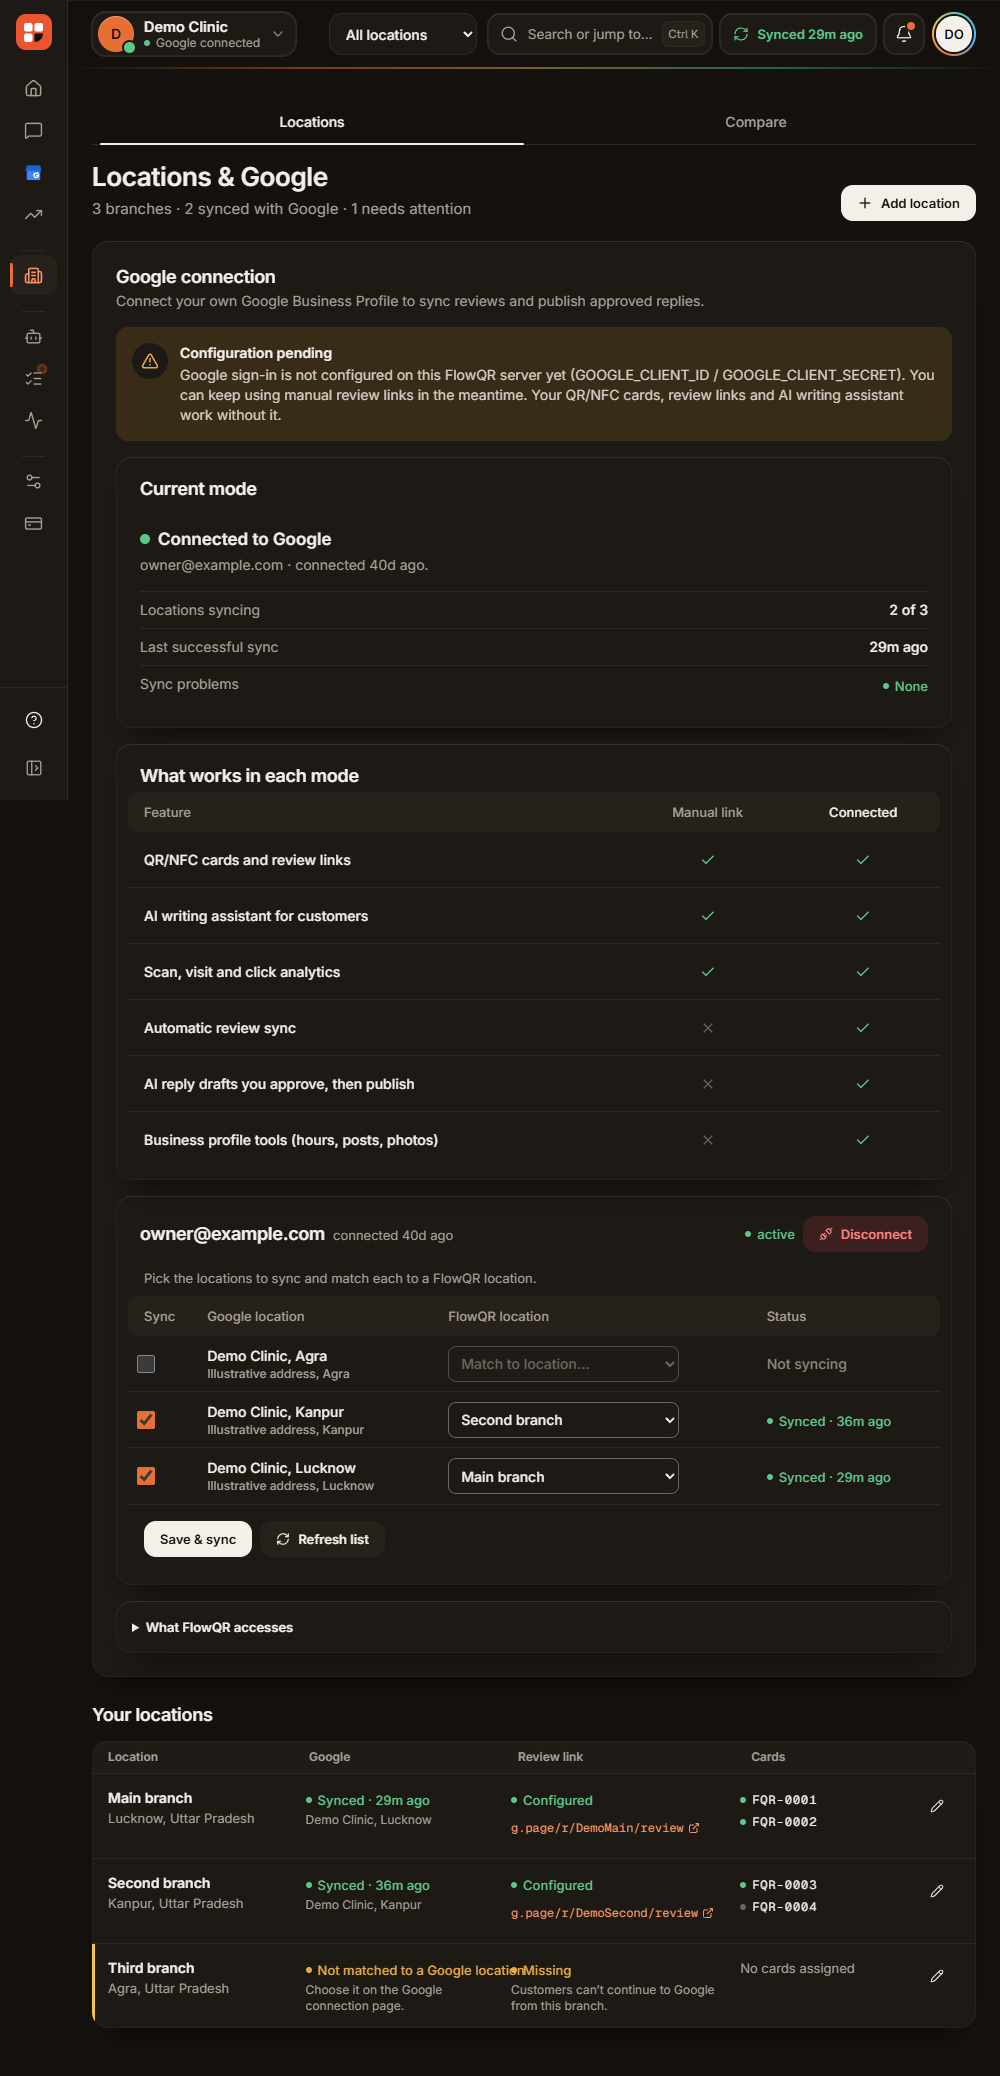 D
Demo Clinic
Google connected
All locations
Search or jump to...
Ctrl K
Synced 29m ago
DO
Locations
Compare
Locations & Google
3 branches · 2 synced with Google · 1 needs attention
Add location
Google connection
Connect your own Google Business Profile to sync reviews and publish approved replies.
Configuration pending
Google sign-in is not configured on this FlowQR server yet (GOOGLE_CLIENT_ID / GOOGLE_CLIENT_SECRET). You
can keep using manual review links in the meantime. Your QR/NFC cards, review links and AI writing assistant
work without it.
Current mode
Connected to Google
owner@example.com · connected 40d ago.
Locations syncing
2 of 3
Last successful sync
29m ago
Sync problems
None
What works in each mode
Feature
Manual link
Connected
QR/NFC cards and review links
AI writing assistant for customers
Scan, visit and click analytics
Automatic review sync
AI reply drafts you approve, then publish
Business profile tools (hours, posts, photos)
owner@example.com connected 40d ago
active
Disconnect
Pick the locations to sync and match each to a FlowQR location.
Sync
Google location
FlowQR location
Status
Demo Clinic, Agra
Illustrative address, Agra
Match to location...
Not syncing
Demo Clinic, Kanpur
Illustrative address, Kanpur
Second branch
Synced · 36m ago
Demo Clinic, Lucknow
Illustrative address, Lucknow
Main branch
Synced · 29m ago
Save & sync
Refresh list
What FlowQR accesses
Your locations
Location
Google
Review link
Cards
Main branch
Lucknow, Uttar Pradesh
Synced · 29m ago
Demo Clinic, Lucknow
Configured
g.page/r/DemoMain/review
FQR-0001
FQR-0002
Second branch
Kanpur, Uttar Pradesh
Synced · 36m ago
Demo Clinic, Kanpur
Configured
g.page/r/DemoSecond/review
FQR-0003
FQR-0004
Third branch
Agra, Uttar Pradesh
Not matched to a Google location
Choose it on the Google
connection page.
Missing
Customers can't continue to Google
from this branch.
No cards assigned